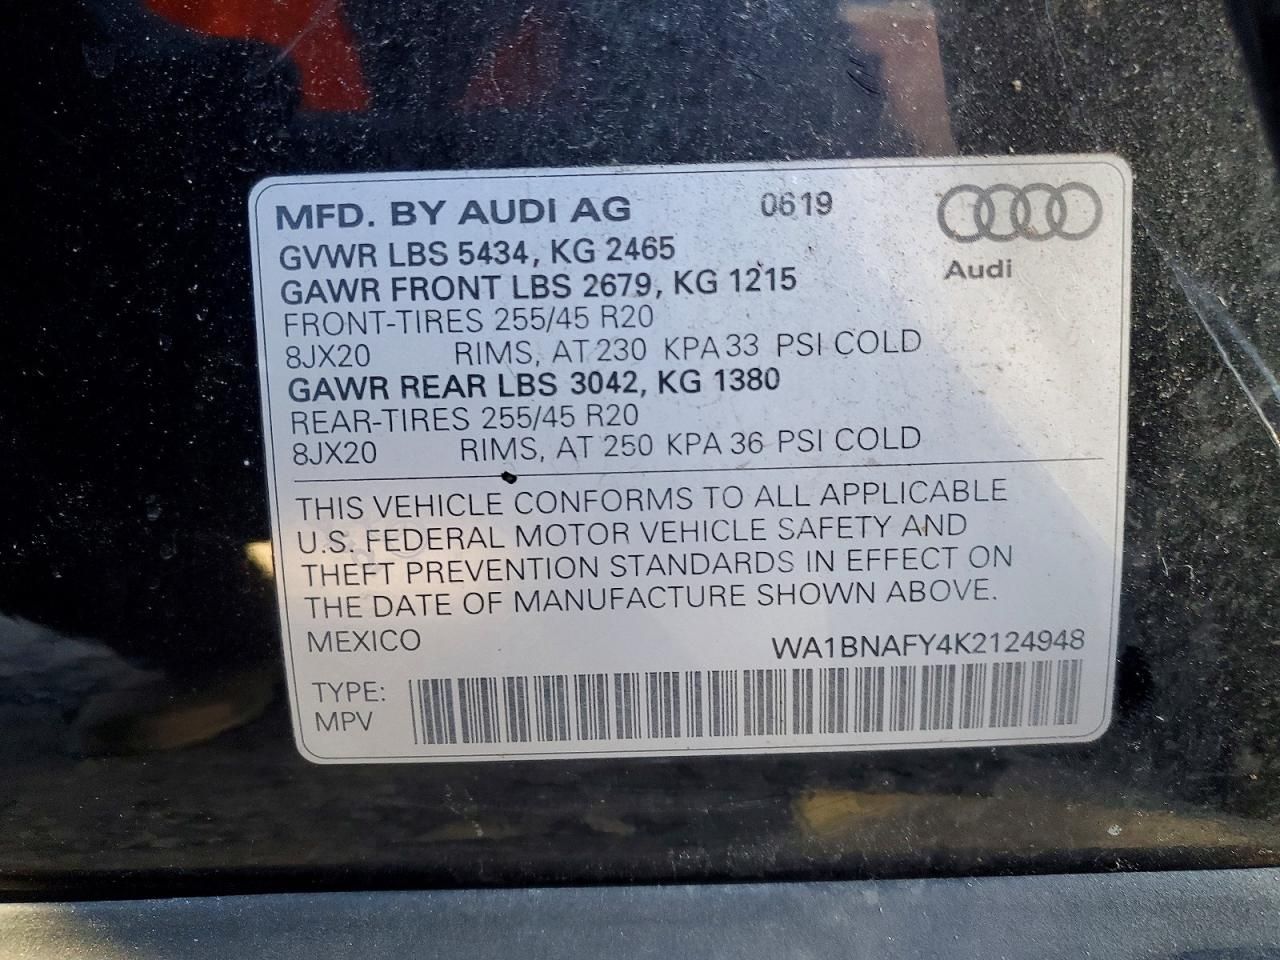 MFD. BY AUDI AG 0619
Audi
GVWR LBS 5434, KG 2465
GAWR FRONT LBS 2679, KG 1215
FRONT-TIRES 255/45 R20
8JX20 RIMS, AT 230 KPA 33 PSI COLD
GAWR REAR LBS 3042, KG 1380
REAR-TIRES 255/45 R20
8JX20 RIMS, AT 250 KPA 36 PSI COLD
THIS VEHICLE CONFORMS TO ALL APPLICABLE
U.S. FEDERAL MOTOR VEHICLE SAFETY AND
THEFT PREVENTION STANDARDS IN EFFECT ON
THE DATE OF MANUFACTURE SHOWN ABOVE.
MEXICO WA1BNAFY4K2124948
TYPE:
MPV